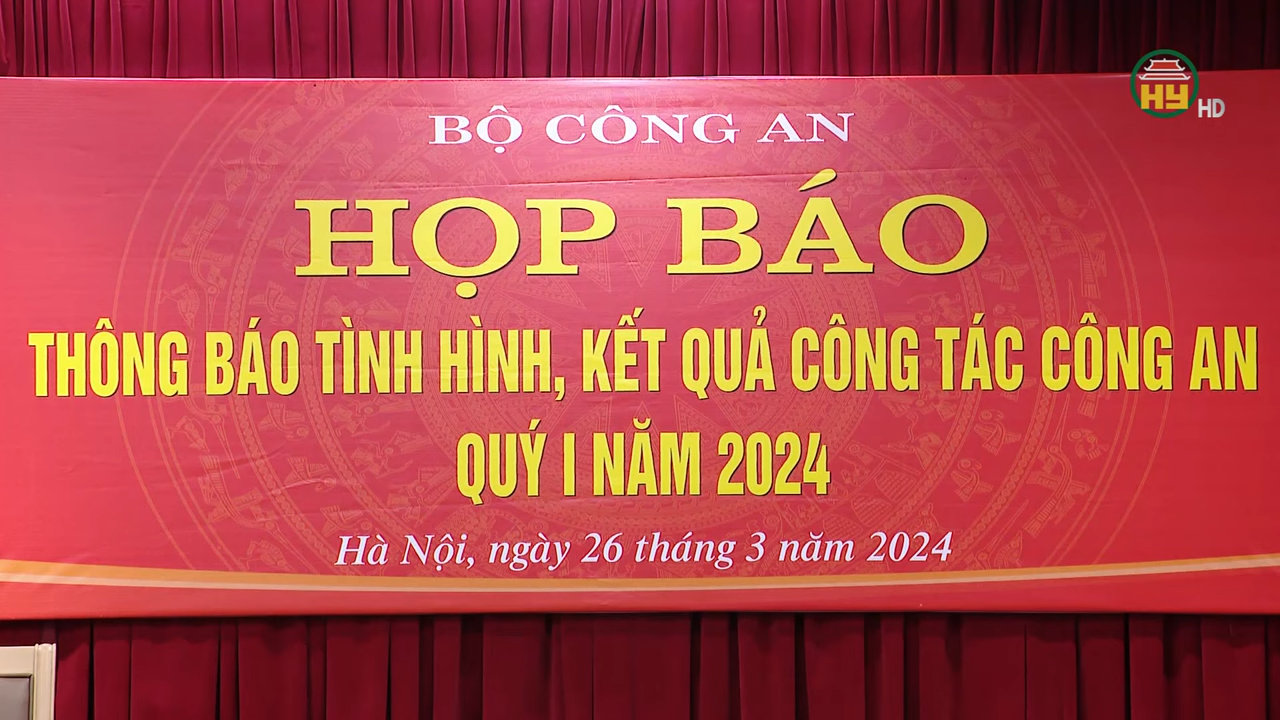 HY HD
BỘ CÔNG AN
HỌP BÁO
THÔNG BÁO TÌNH HÌNH, KẾT QUẢ CÔNG TÁC CÔNG AN
QUÝ I NĂM 2024
Hà Nội, ngày 26 tháng 3 năm 2024